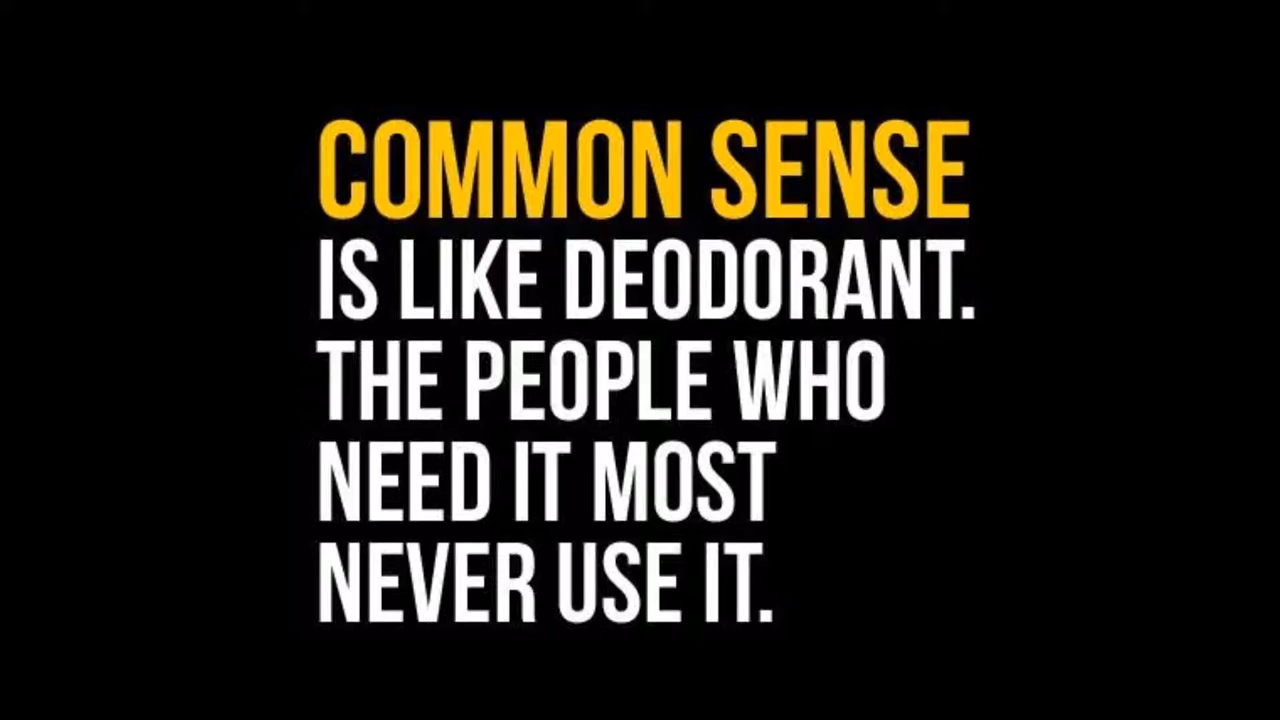 COMMON SENSE
IS LIKE DEODORANT.
THE PEOPLE WHO
NEED IT MOST
NEVER USE IT.